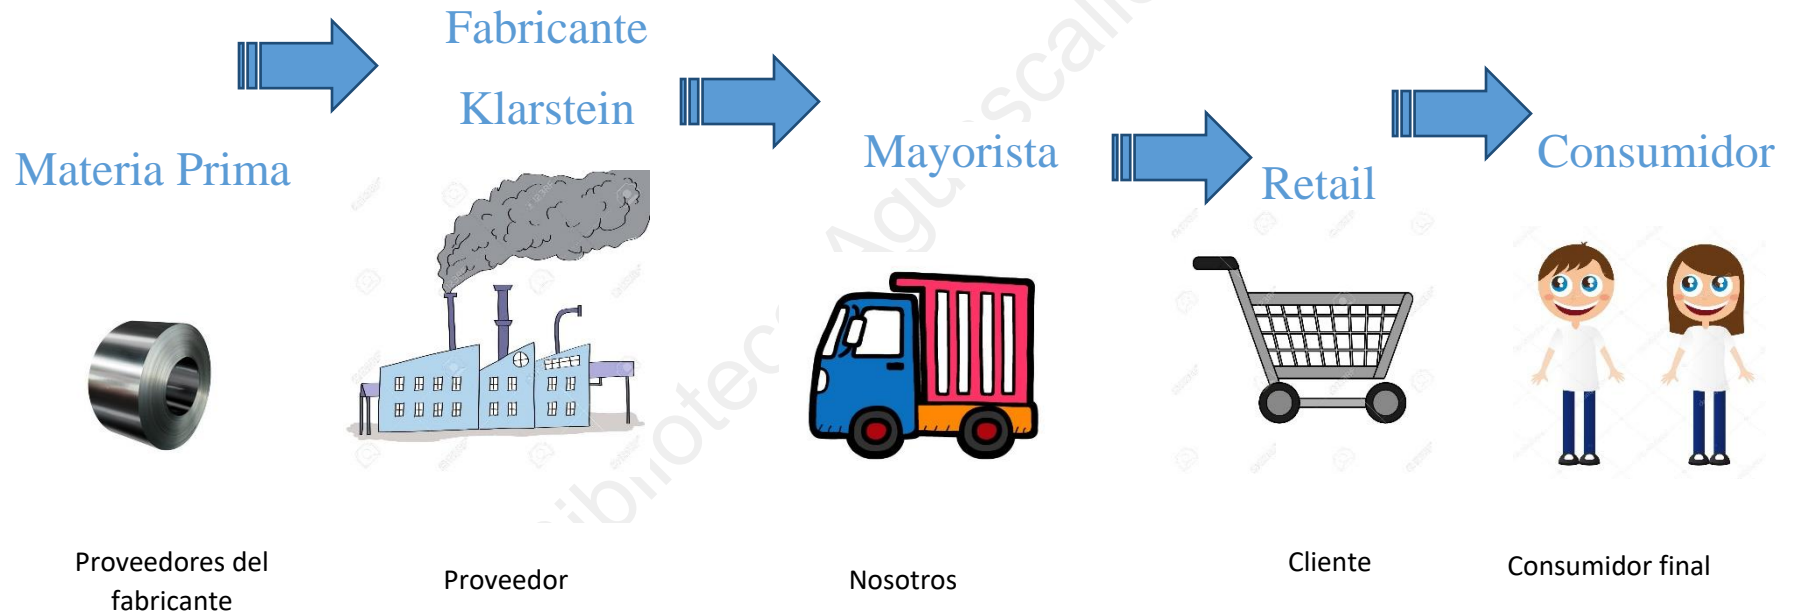 Fabricante
Klarstein
Materia Prima
Mayorista
Retail
Consumidor
Proveedores del
fabricante
Proveedor
Nosotros
Cliente
Consumidor final